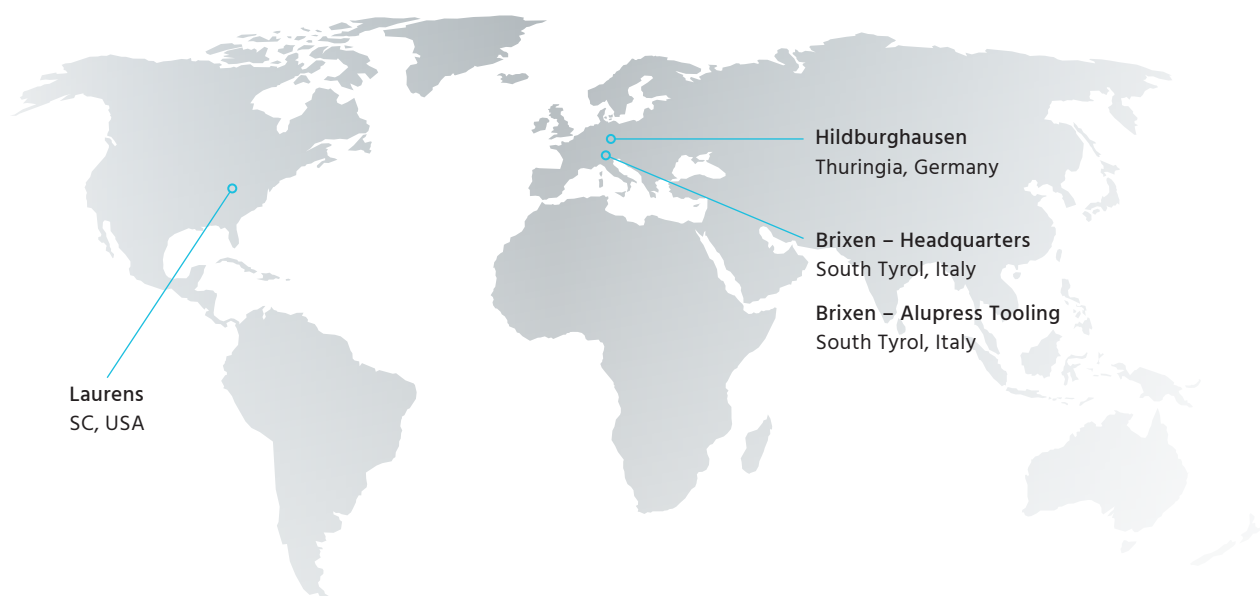 Hildburghausen
Thuringia, Germany
Brixen – Headquarters
South Tyrol, Italy
Brixen – Alupress Tooling
South Tyrol, Italy
Laurens
SC, USA